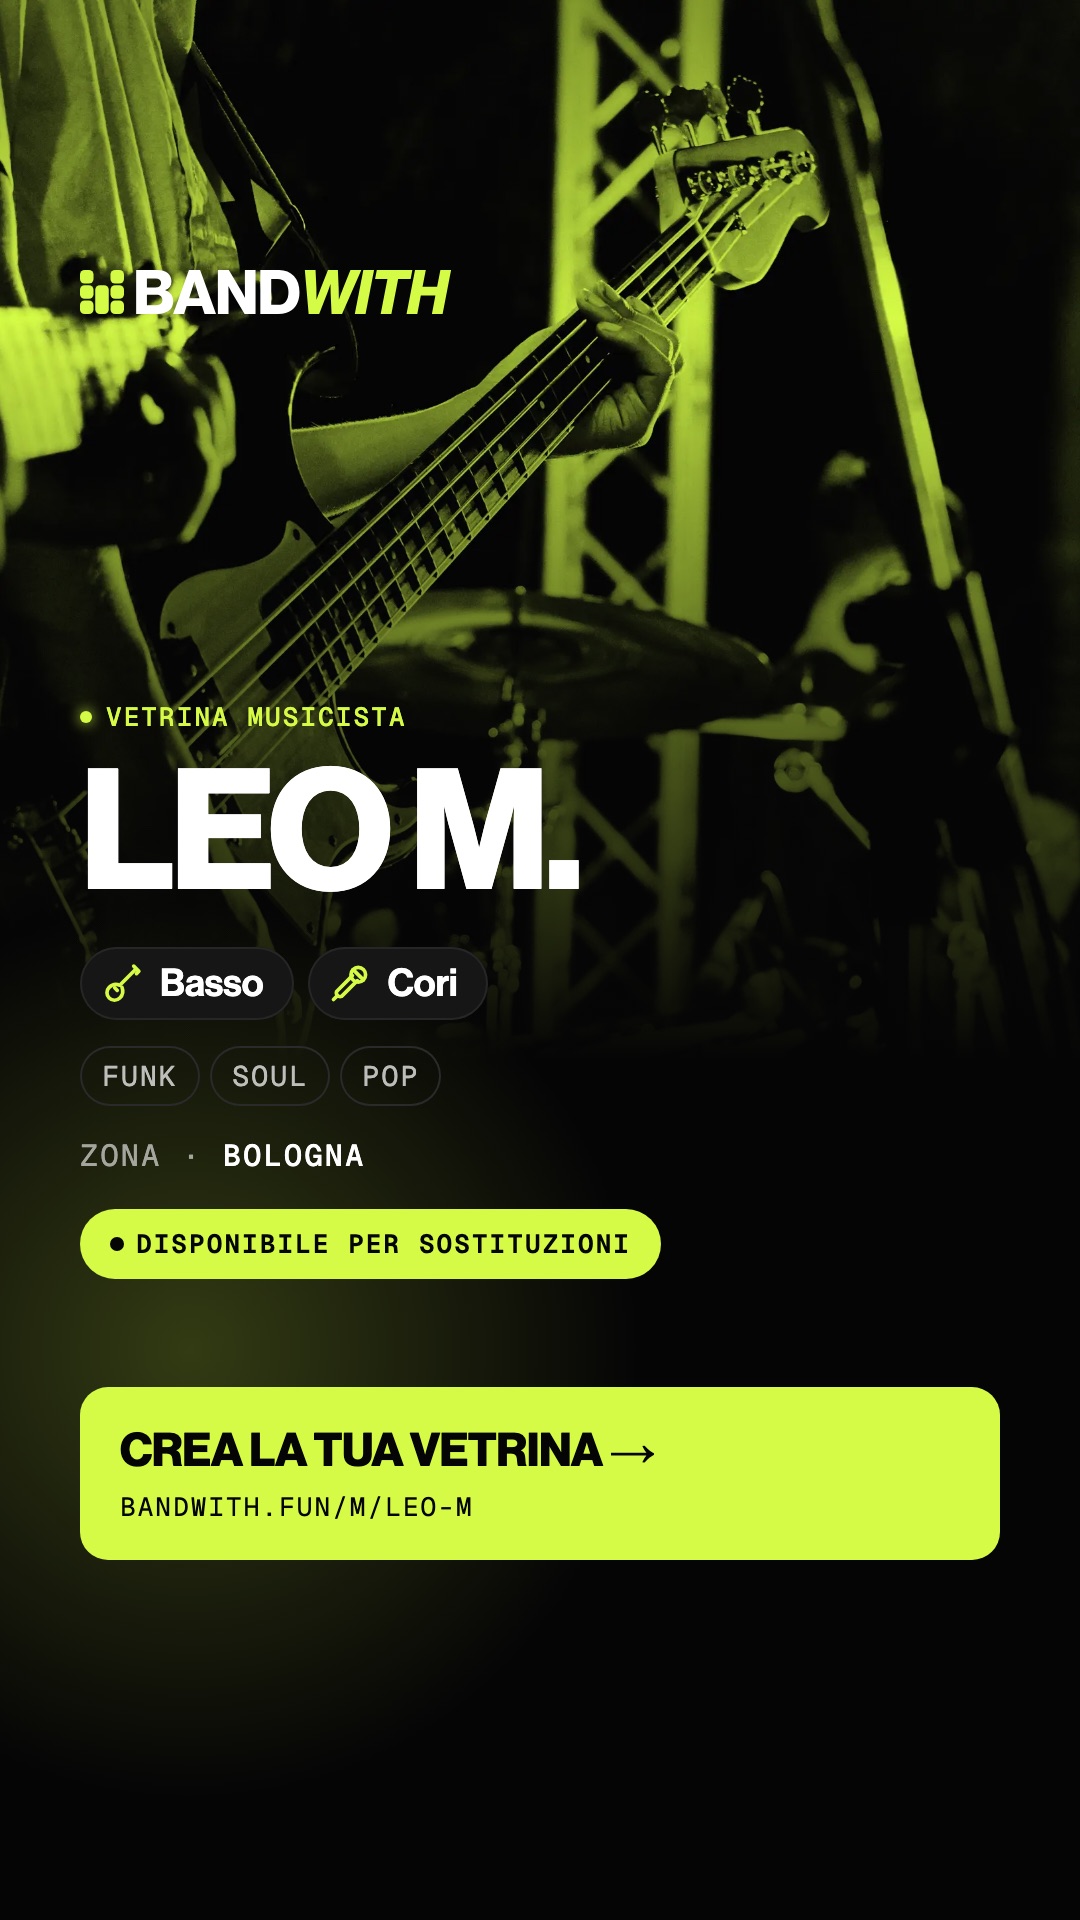 BANDWITH
VETRINA MUSICISTA
LEO M.
Basso Cori
FUNK SOUL POP
ZONA · BOLOGNA
DISPONIBILE PER SOSTITUZIONI
CREA LA TUA VETRINA →
BANDWITH.FUN/M/LEO-M